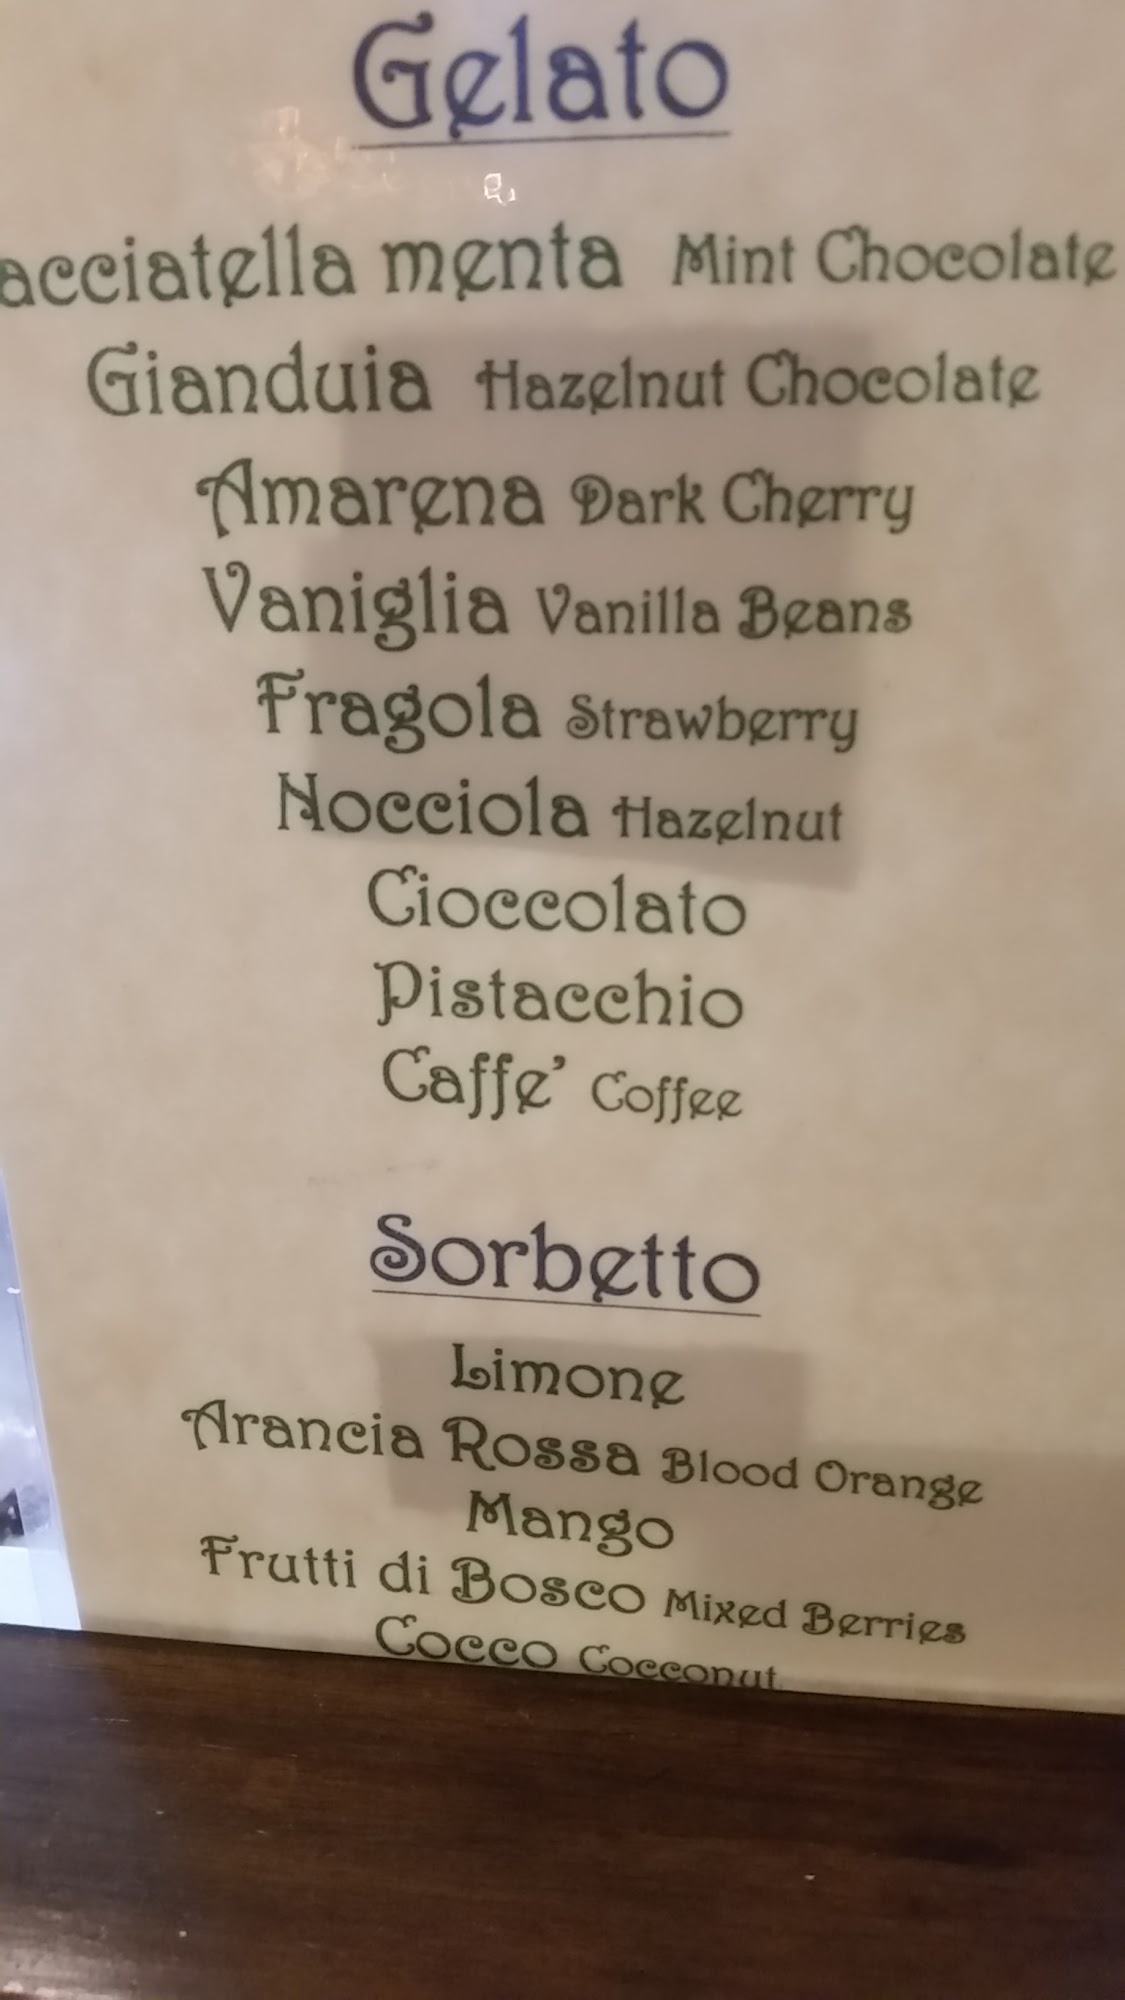 Gelato
acciatella menta Mint Chocolate
Gianduia Hazelnut Chocolate
Amarena Dark Cherry
Vaniglia Vanilla Beans
Fragola Strawberry
Nocciola Hazelnut
Cioccolato
Pistacchio
Caffe' Coffee
Sorbetto
Limone
Arancia Rossa Blood Orange
Mango
Frutti di Bosco Mixed Berries
Cocco Cocconut